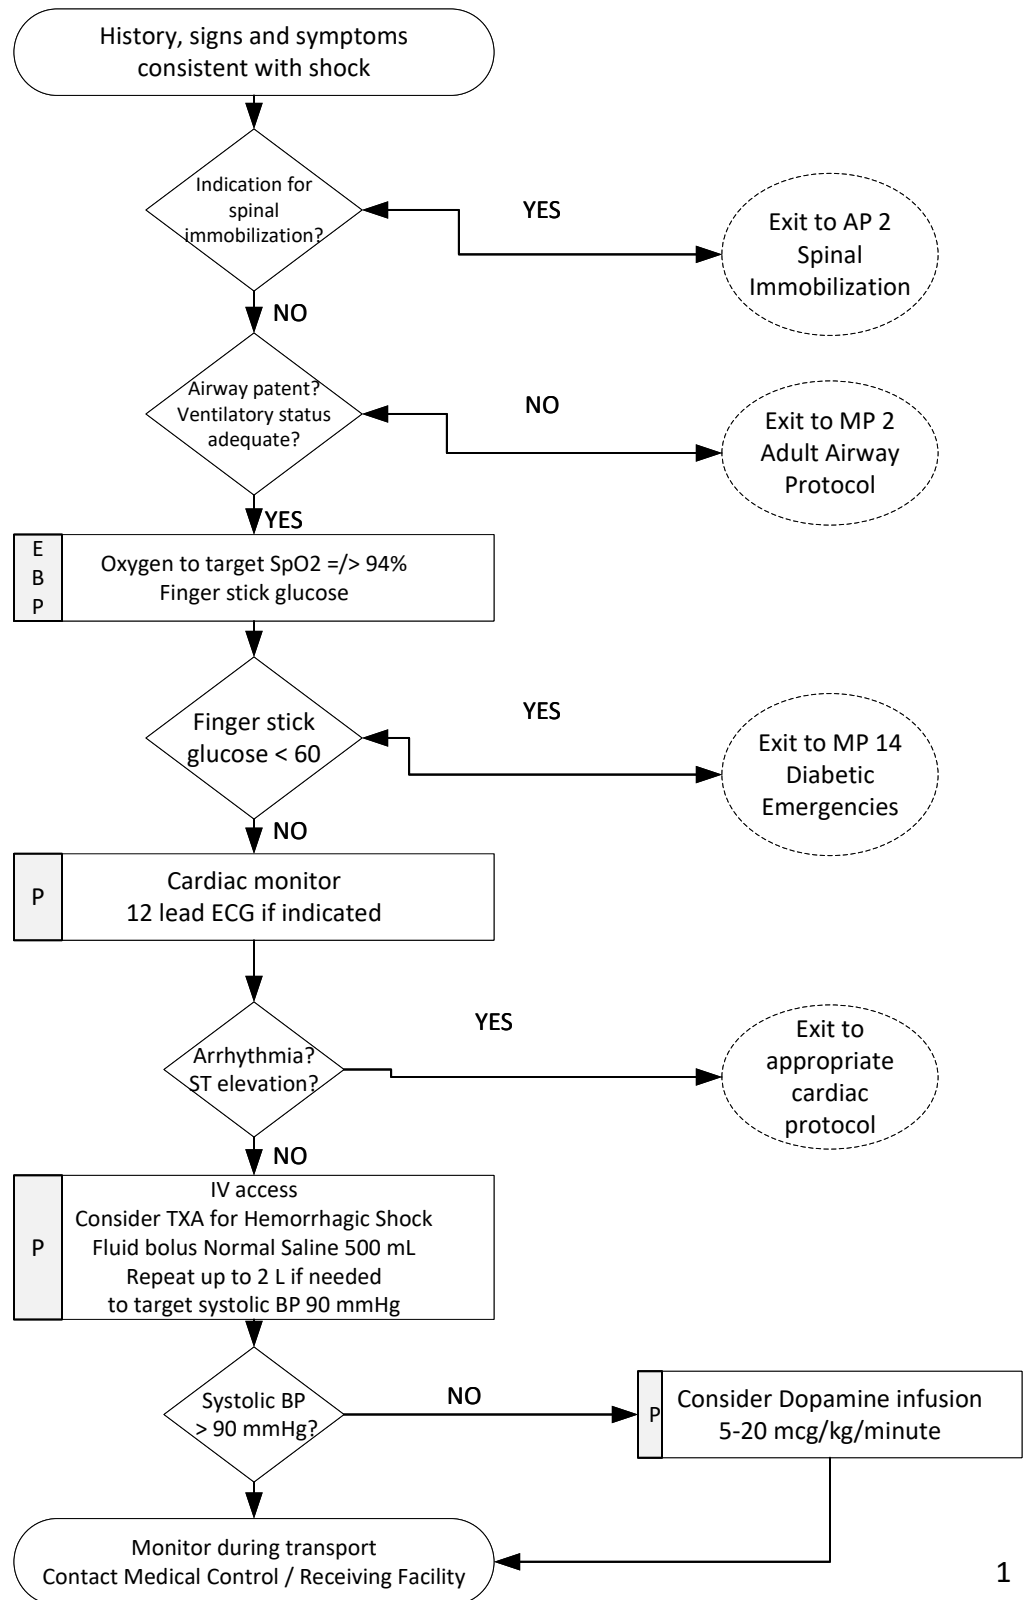 History, signs and symptoms
consistent with shock
Indication for
spinal
immobilization?
YES
Exit to AP 2
Spinal
Immobilization
NO
Airway patent?
Ventilatory status
adequate?
NO
Exit to MP 2
Adult Airway
Protocol
YES
E
B
P
Oxygen to target SpO2 =/> 94%
Finger stick glucose
Finger stick
glucose < 60
YES
Exit to MP 14
Diabetic
Emergencies
NO
P
Cardiac monitor
12 lead ECG if indicated
Arrhythmia?
ST elevation?
YES
Exit to
appropriate
cardiac
protocol
NO
P
IV access
Consider TXA for Hemorrhagic Shock
Fluid bolus Normal Saline 500 mL
Repeat up to 2 L if needed
to target systolic BP 90 mmHg
Systolic BP
> 90 mmHg?
NO
P
Consider Dopamine infusion
5-20 mcg/kg/minute
Monitor during transport
Contact Medical Control / Receiving Facility
1